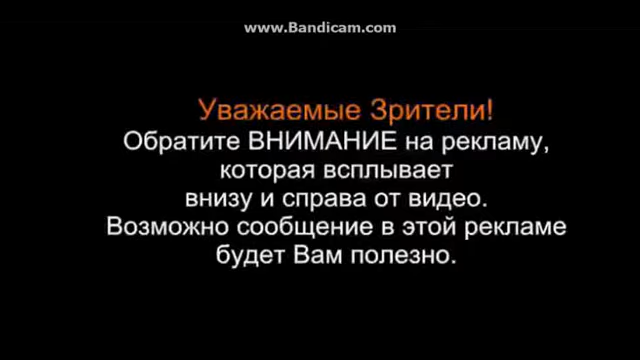 www.Bandicam.com
Уважаемые Зрители!
Обратите ВНИМАНИЕ на рекламу,
которая всплывает
внизу и справа от видео.
Возможно сообщение в этой рекламе
будет Вам полезно.